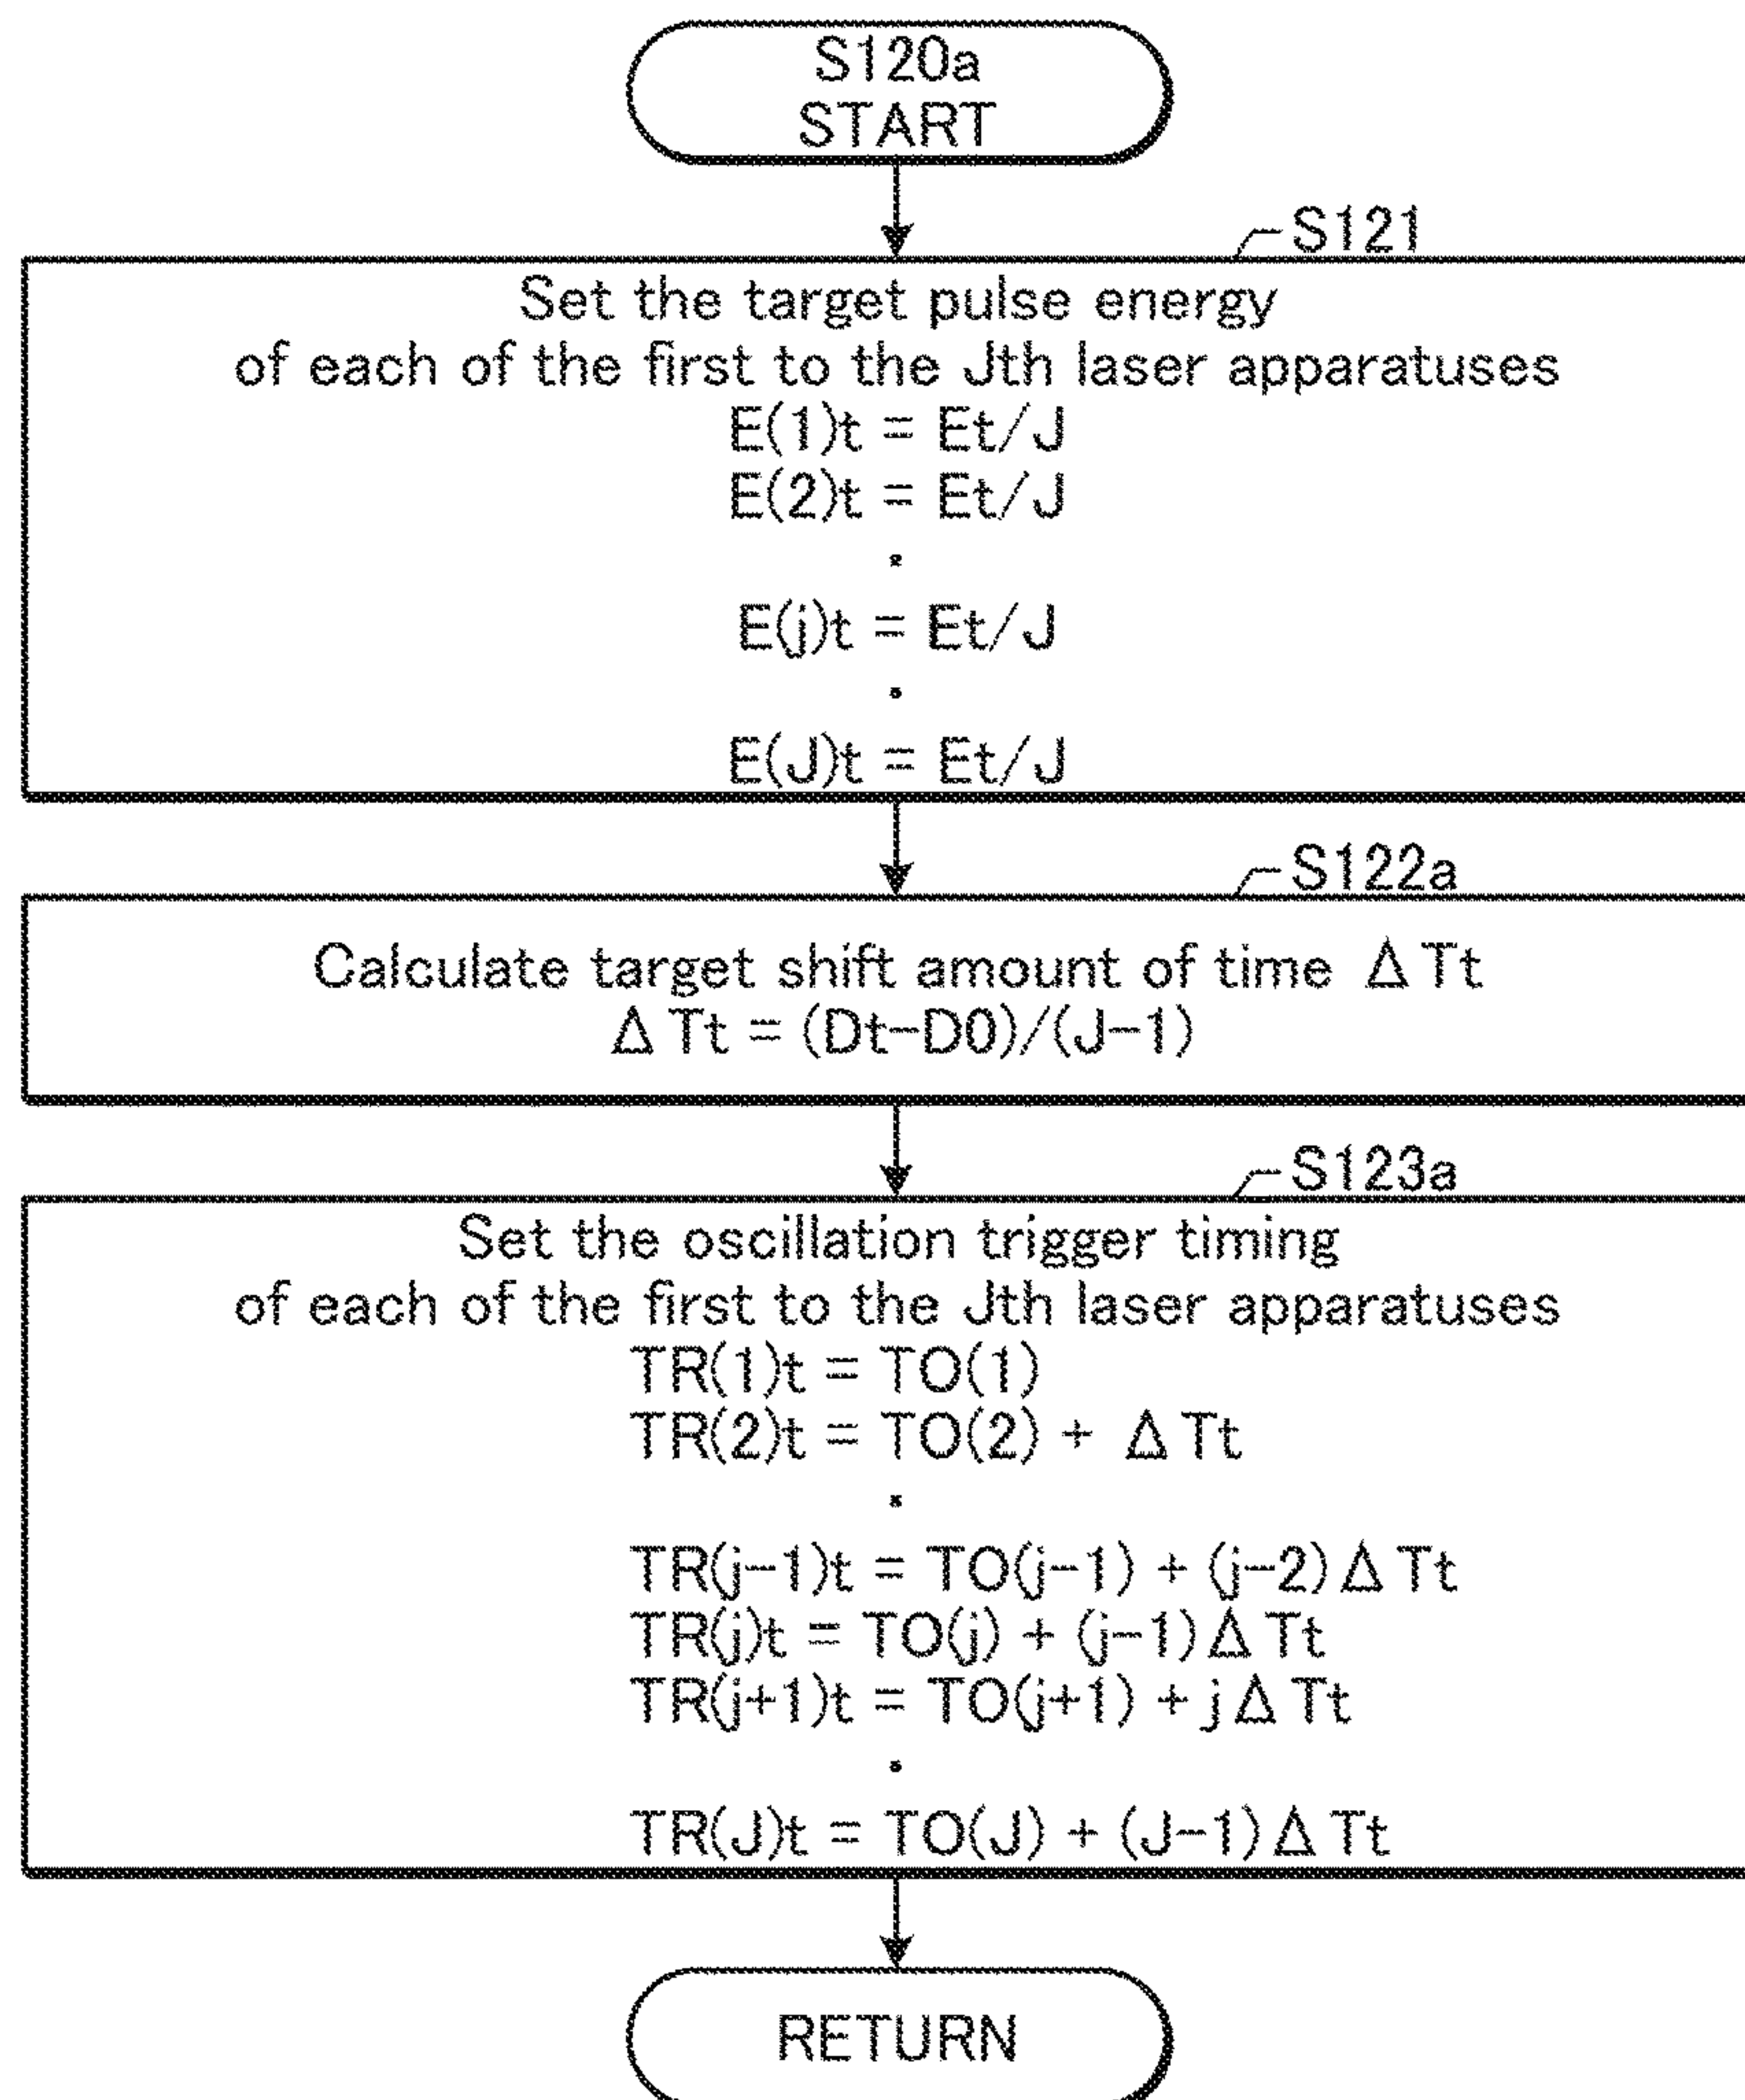 S120a
START
S121
Set the target pulse energy
of each of the first to the Jth laser apparatuses
E(1)t = Et/J
E(2)t = Et/J
.
E(j)t = Et/J
.
E(J)t = Et/J
S122a
Calculate target shift amount of time ΔTt
ΔTt = (Dt-D0)/(J-1)
S123a
Set the oscillation trigger timing
of each of the first to the Jth laser apparatuses
TR(1)t = TO(1)
TR(2)t = TO(2) + ΔTt
.
TR(j-1)t = TO(j-1) + (j-2)ΔTt
TR(j)t = TO(j) + (j-1)ΔTt
TR(j+1)t = TO(j+1) + jΔTt
.
TR(J)t = TO(J) + (J-1)ΔTt
RETURN